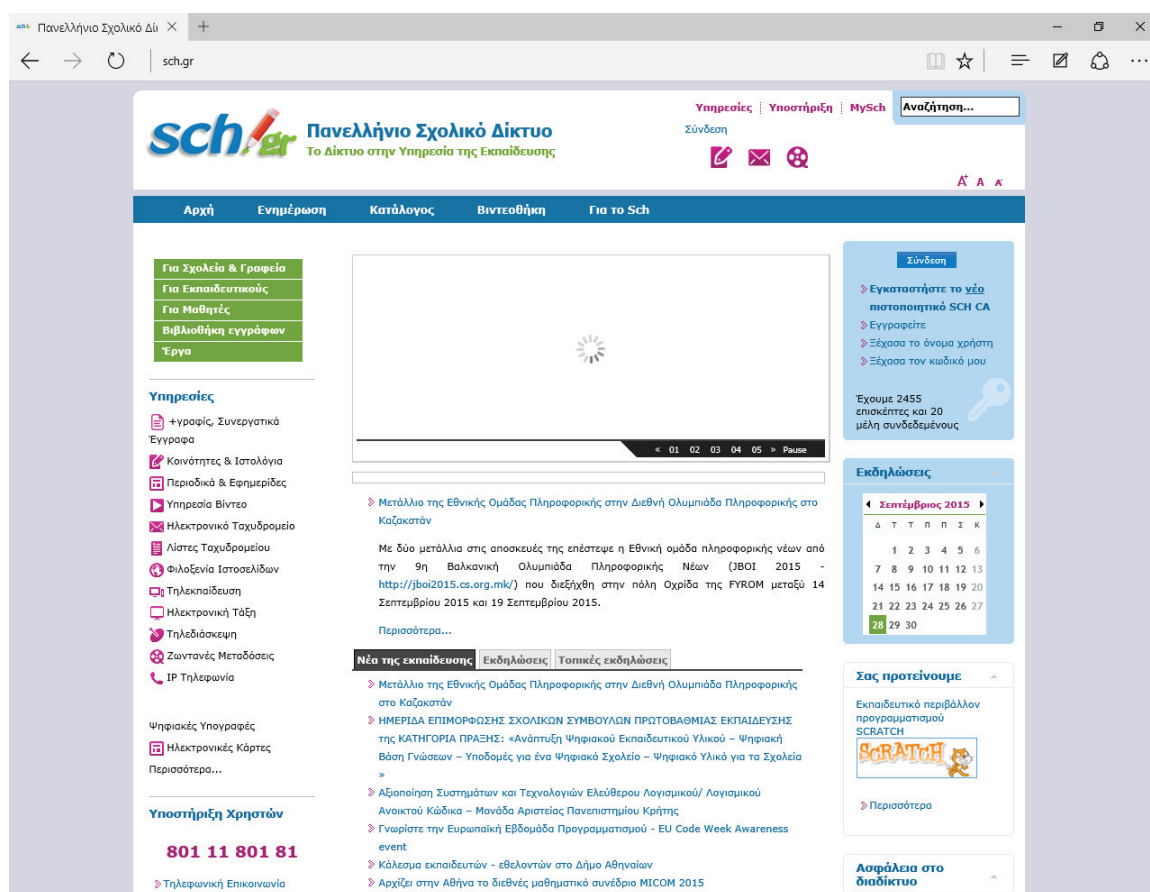 Πανελλήνιο Σχολικό Δί
sch.gr
Υπηρεσίες Υποστήριξη MySch
Αναζήτηση...
Σύνδεση
sch.gr
Πανελλήνιο Σχολικό Δίκτυο
Το Δίκτυο στην Υπηρεσία της Εκπαίδευσης
A+ A A-
Αρχή Ενημέρωση Κατάλογος Βιντεοθήκη Για το Sch
Για Σχολεία & Γραφεία
Για Εκπαιδευτικούς
Για Μαθητές
Βιβλιοθήκη εγγράφων
Έργα
Υπηρεσίες
+γραφίς, Συνεργατικά
Έγγραφα
Κοινότητες & Ιστολόγια
Περιοδικά & Εφημερίδες
Υπηρεσία Βίντεο
Ηλεκτρονικό Ταχυδρομείο
Λίστες Ταχυδρομείου
Φιλοξενία Ιστοσελίδων
Τηλεκπαίδευση
Ηλεκτρονική Τάξη
Τηλεδιάσκεψη
Ζωντανές Μεταδόσεις
IP Τηλεφωνία
Ψηφιακές Υπογραφές
Ηλεκτρονικές Κάρτες
Περισσότερα...
Υποστήριξη Χρηστών
801 11 801 81
Τηλεφωνική Επικοινωνία
« 01 02 03 04 05 » Pause
Μετάλλιο της Εθνικής Ομάδας Πληροφορικής στην Διεθνή Ολυμπιάδα Πληροφορικής στο
Καζακστάν
Με δύο μετάλλια στις αποσκευές της επέστεψε η Εθνική ομάδα πληροφορικής νέων από
την 9η Βαλκανική Ολυμπιάδα Πληροφορικής Νέων (JBOI 2015 -
http://jboi2015.cs.org.mk/) που διεξήχθη στην πόλη Οχρίδα της FYROM μεταξύ 14
Σεπτεμβρίου 2015 και 19 Σεπτεμβρίου 2015.
Περισσότερα...
Νέα της εκπαίδευσης Εκδηλώσεις Τοπικές εκδηλώσεις
Μετάλλιο της Εθνικής Ομάδας Πληροφορικής στην Διεθνή Ολυμπιάδα Πληροφορικής
στο Καζακστάν
ΗΜΕΡΙΔΑ ΕΠΙΜΟΡΦΩΣΗΣ ΣΧΟΛΙΚΩΝ ΣΥΜΒΟΥΛΩΝ ΠΡΩΤΟΒΑΘΜΙΑΣ ΕΚΠΑΙΔΕΥΣΗΣ
της ΚΑΤΗΓΟΡΙΑ ΠΡΑΞΗΣ: «Ανάπτυξη Ψηφιακού Εκπαιδευτικού Υλικού – Ψηφιακή
Βάση Γνώσεων – Υποδομές για ένα Ψηφιακό Σχολείο – Ψηφιακό Υλικό για τα Σχολεία
»
Αξιοποίηση Συστημάτων και Τεχνολογιών Ελεύθερου Λογισμικού/ Λογισμικού
Ανοικτού Κώδικα – Μονάδα Αριστείας Πανεπιστημίου Κρήτης
Γνωρίστε την Ευρωπαϊκή Εβδομάδα Προγραμματισμού - EU Code Week Awareness
event
Κάλεσμα εκπαιδευτών - εθελοντών στο Δήμο Αθηναίων
Αρχίζει στην Αθήνα το διεθνές μαθηματικό συνέδριο MICOM 2015
Σύνδεση
Εγκαταστήστε το νέο
πιστοποιητικό SCH CA
Εγγραφείτε
Ξέχασα το όνομα χρήστη
Ξέχασα τον κωδικό μου
Έχουμε 2455
επισκέπτες και 20
μέλη συνδεδεμένους
Εκδηλώσεις
Σεπτέμβριος 2015
Δ Τ Τ Π Π Σ Κ
1 2 3 4 5 6
7 8 9 10 11 12 13
14 15 16 17 18 19 20
21 22 23 24 25 26 27
28 29 30
Σας προτείνουμε
Εκπαιδευτικό περιβάλλον
προγραμματισμού
SCRATCH
SCRATCH
Περισσότερα
Ασφάλεια στο
διαδίκτυο